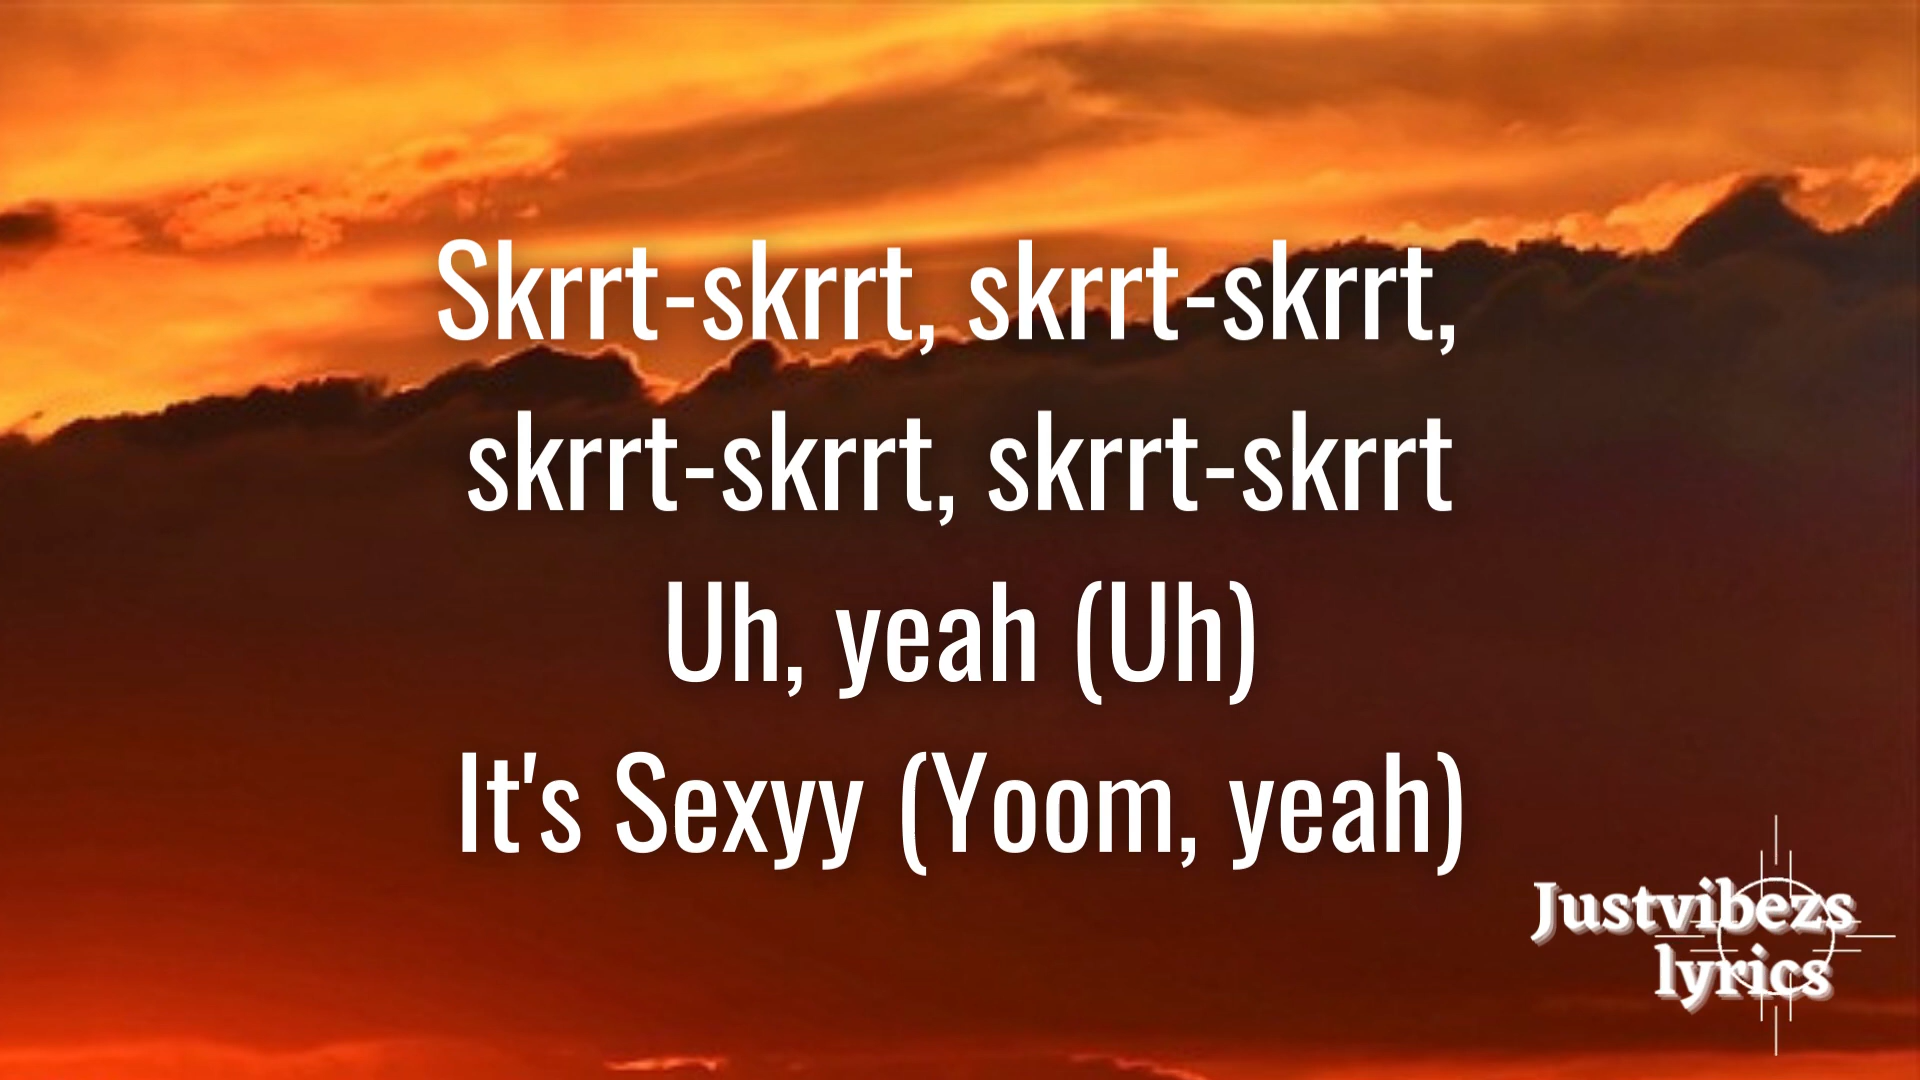 Skrrt-skrrt, skrrt-skrrt,
skrrt-skrrt, skrrt-skrrt
Uh, yeah (Uh)
It's Sexyy (Yoom, yeah)
Justvibezs
lyrics